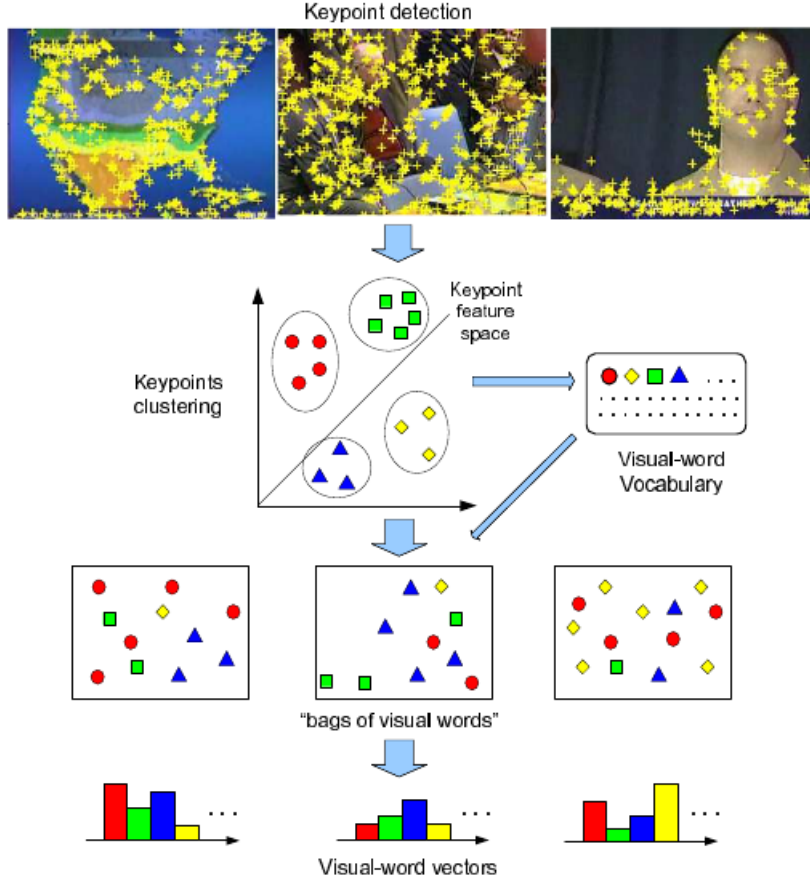 Keypoint detection
Keypoint
feature
space
Keypoints
clustering
Visual-word
Vocabulary
“bags of visual words”
Visual-word vectors